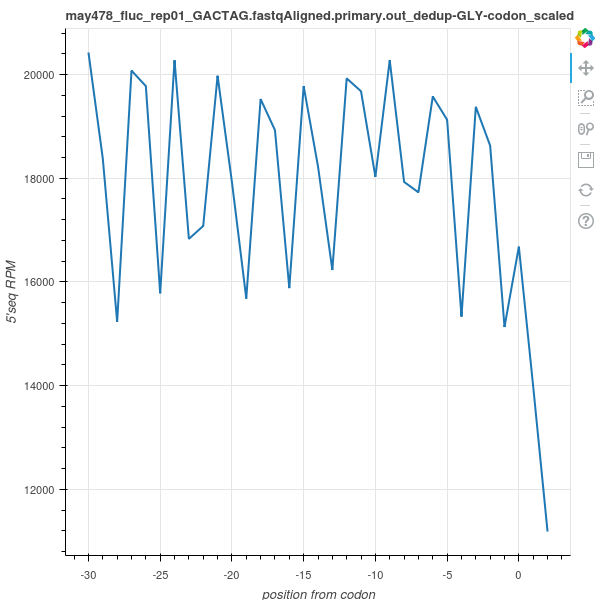 may478_fluc_rep01_GACTAG.fastqAligned.primary.out_dedup-GLY-codon_scaled
20000
18000
16000
14000
12000
5'seq RPM
-30 -25 -20 -15 -10 -5 0
position from codon